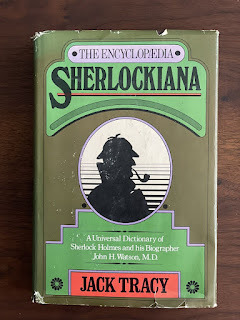 THE ENCYCLOPÆDIA
SHERLOCKIANA
A Universal Dictionary of
Sherlock Holmes and his Biographer
John H. Watson, M.D.
JACK TRACY